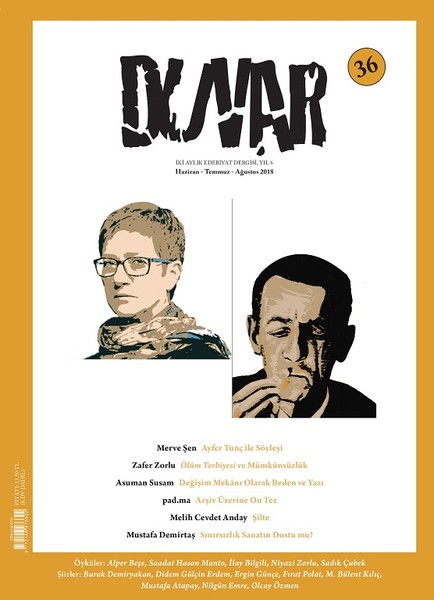 DUVAR
36
İKİ AYLIK EDEBİYAT DERGİSİ, YIL 6
Haziran - Temmuz - Ağustos 2018
Merve Şen Ayfer Tunç ile Söyleşi
Zafer Zorlu Ölüm Terbiyesi ve Mümkünsüzlük
Asuman Susam Değişim Mekânı Olarak Beden ve Yazı
pad.ma Arşiv Üzerine On Tez
Melih Cevdet Anday Şilte
Mustafa Demirtaş Sınırsızlık Sanatın Dostu mu?
Öyküler: Alper Beşe, Saadat Hasan Manto, İlay Bilgili, Niyazi Zorlu, Sadık Çubek
Şiirler: Burak Demiryakan, Didem Gülçin Erdem, Ergin Günçe, Fırat Polat, M. Bülent Kılıç,
Mustafa Atapay, Nilgün Emre, Olcay Özmen